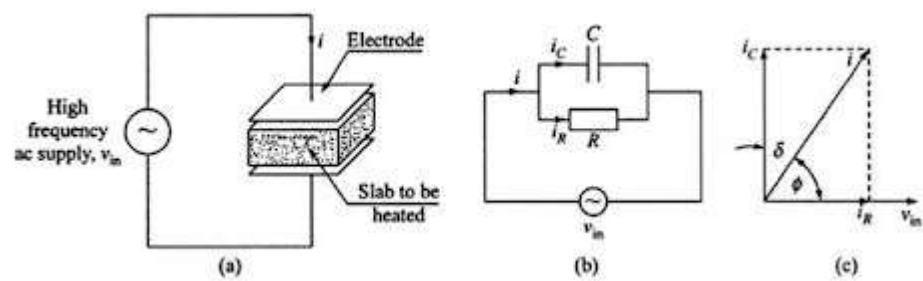 i
Electrode
High
frequency
ac supply, v_in
~
Slab to be
heated
(a)
C
i_C
i
i_R
R
~
v_in
(b)
i_C
i
δ
ϕ
i_R
v_in
(c)